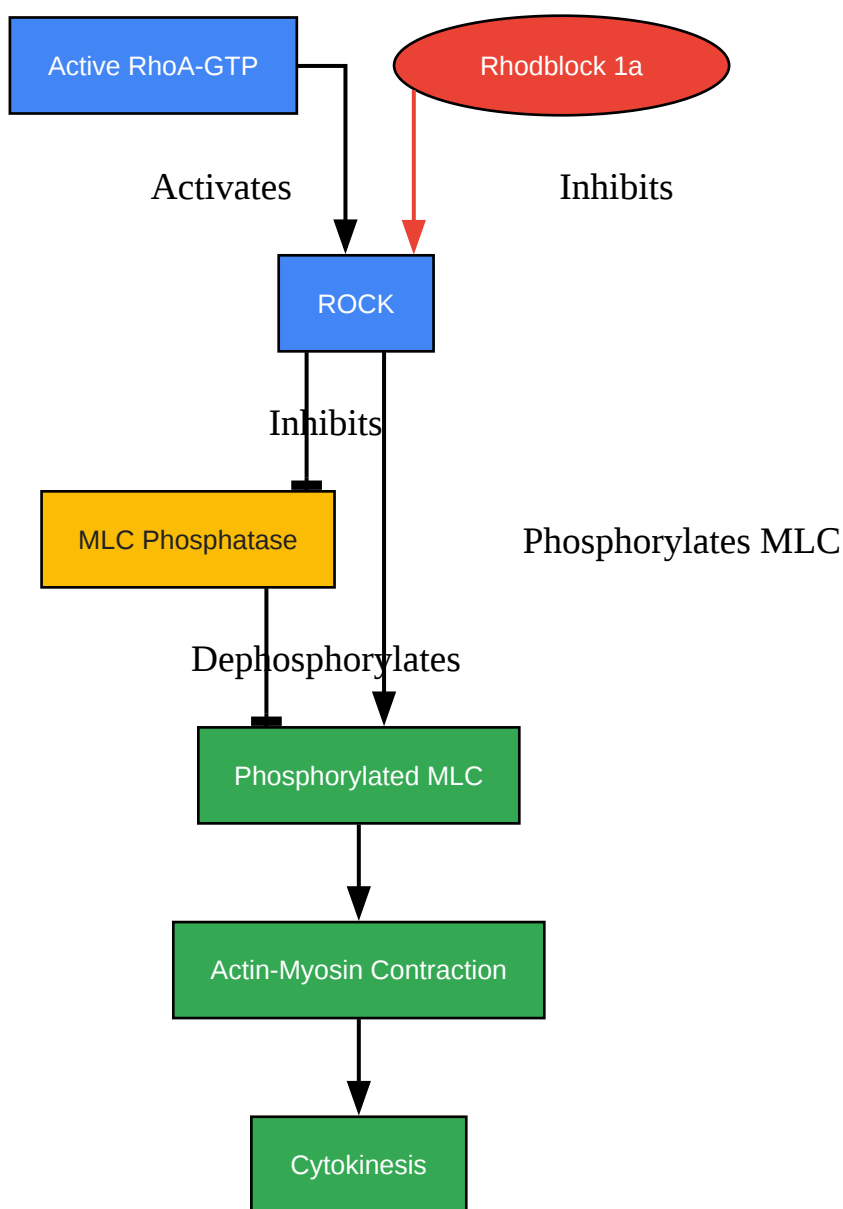 Active RhoA-GTP
Rhodblock 1a
Activates
Inhibits
ROCK
Inhibits
MLC Phosphatase
Phosphorylates MLC
Dephosphorylates
Phosphorylated MLC
Actin-Myosin Contraction
Cytokinesis